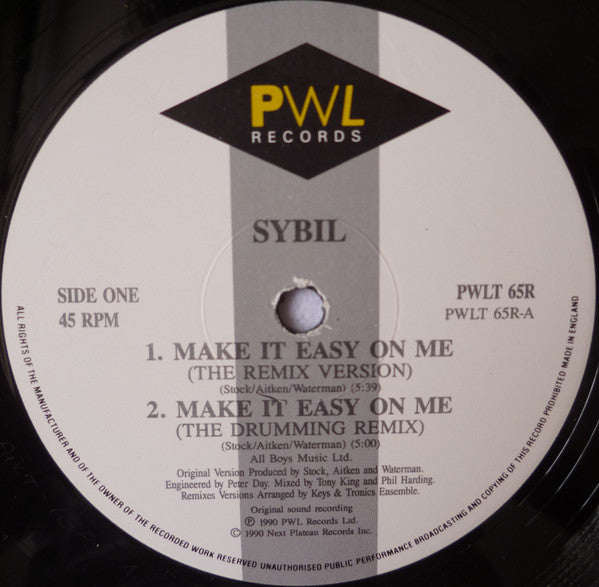 PWL
RECORDS
SYBIL
SIDE ONE
45 RPM
PWLT 65R
PWLT 65R-A
1. MAKE IT EASY ON ME
(THE REMIX VERSION)
(Stock/Aitken/Waterman) (5:39)
2. MAKE IT EASY ON ME
(THE DRUMMING REMIX)
(Stock/Aitken/Waterman) (5:00)
All Boys Music Ltd.
Original Version Produced by Stock, Aitken and Waterman.
Engineered by Peter Day. Mixed by Tony King and Phil Harding.
Remixes Versions Arranged by Keys & Tronics Ensemble.
Original sound recording
℗ 1990 PWL Records Ltd.
© 1990 Next Plateau Records Inc.
ALL RIGHTS OF THE MANUFACTURER AND OF THE OWNER OF THE RECORDED WORK RESERVED UNAUTHORISED PUBLIC PERFORMANCE BROADCASTING AND COPYING OF THIS RECORD PROHIBITED MADE IN ENGLAND